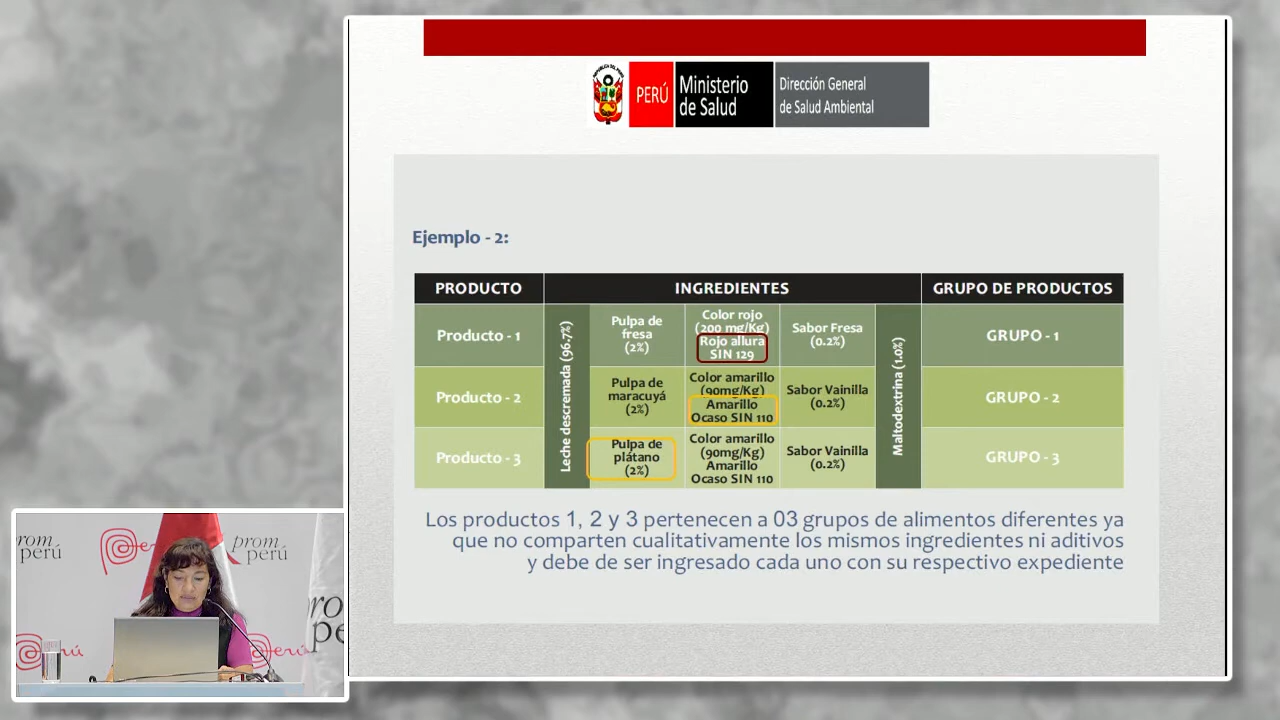 PERÚ
Ministerio
de Salud
Dirección General
de Salud Ambiental
Ejemplo - 2:
PRODUCTO
INGREDIENTES
GRUPO DE PRODUCTOS
Leche descremada (96.7%)
Maltodextrina (1.0%)
Producto - 1
Pulpa de
fresa
(2%)
Color rojo
(200 mg/Kg)
Rojo allura
SIN 129
Sabor Fresa
(0.2%)
GRUPO - 1
Producto - 2
Pulpa de
maracuyá
(2%)
Color amarillo
(90mg/Kg)
Amarillo
Ocaso SIN 110
Sabor Vainilla
(0.2%)
GRUPO - 2
Producto - 3
Pulpa de
plátano
(2%)
Color amarillo
(90mg/Kg)
Amarillo
Ocaso SIN 110
Sabor Vainilla
(0.2%)
GRUPO - 3
Los productos 1, 2 y 3 pertenecen a 03 grupos de alimentos diferentes ya
que no comparten cualitativamente los mismos ingredientes ni aditivos
y debe de ser ingresado cada uno con su respectivo expediente
prom
perú
prom
perú